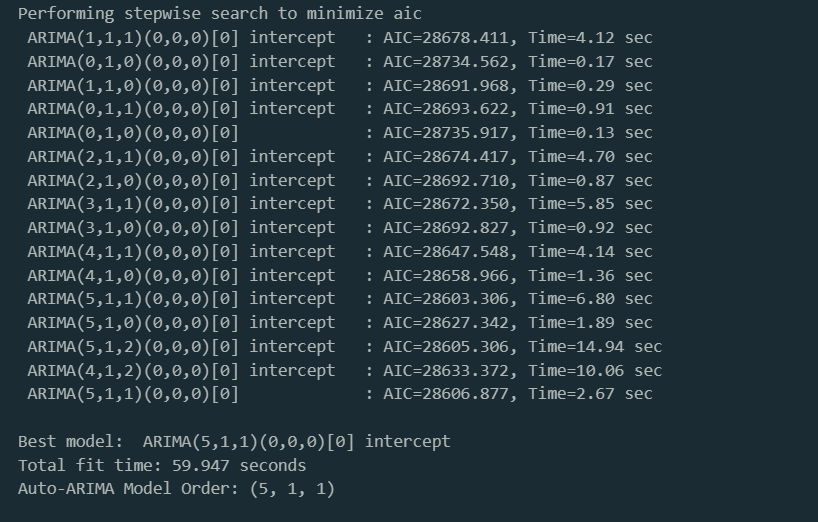 Performing stepwise search to minimize aic
 ARIMA(1,1,1)(0,0,0)[0] intercept   : AIC=28678.411, Time=4.12 sec
 ARIMA(0,1,0)(0,0,0)[0] intercept   : AIC=28734.562, Time=0.17 sec
 ARIMA(1,1,0)(0,0,0)[0] intercept   : AIC=28691.968, Time=0.29 sec
 ARIMA(0,1,1)(0,0,0)[0] intercept   : AIC=28693.622, Time=0.91 sec
 ARIMA(0,1,0)(0,0,0)[0]             : AIC=28735.917, Time=0.13 sec
 ARIMA(2,1,1)(0,0,0)[0] intercept   : AIC=28674.417, Time=4.70 sec
 ARIMA(2,1,0)(0,0,0)[0] intercept   : AIC=28692.710, Time=0.87 sec
 ARIMA(3,1,1)(0,0,0)[0] intercept   : AIC=28672.350, Time=5.85 sec
 ARIMA(3,1,0)(0,0,0)[0] intercept   : AIC=28692.827, Time=0.92 sec
 ARIMA(4,1,1)(0,0,0)[0] intercept   : AIC=28647.548, Time=4.14 sec
 ARIMA(4,1,0)(0,0,0)[0] intercept   : AIC=28658.966, Time=1.36 sec
 ARIMA(5,1,1)(0,0,0)[0] intercept   : AIC=28603.306, Time=6.80 sec
 ARIMA(5,1,0)(0,0,0)[0] intercept   : AIC=28627.342, Time=1.89 sec
 ARIMA(5,1,2)(0,0,0)[0] intercept   : AIC=28605.306, Time=14.94 sec
 ARIMA(4,1,2)(0,0,0)[0] intercept   : AIC=28633.372, Time=10.06 sec
 ARIMA(5,1,1)(0,0,0)[0]             : AIC=28606.877, Time=2.67 sec

Best model:  ARIMA(5,1,1)(0,0,0)[0] intercept
Total fit time: 59.947 seconds
Auto-ARIMA Model Order: (5, 1, 1)